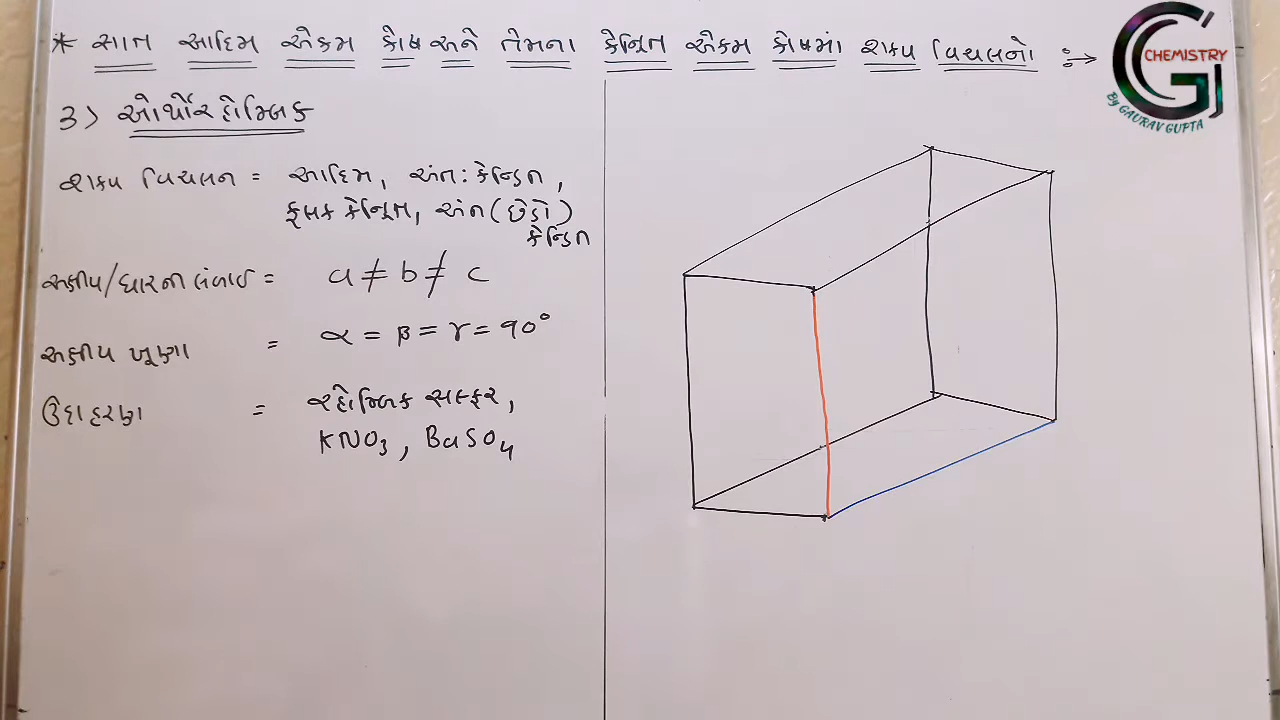 * સાત આદિમ એકમ કોષ અને તેમના કેન્દ્રિત એકમ કોષમાં શક્ય વિચલનો :->
3> ઓર્થોરહોમ્બિક
શક્ય વિચલન = આદિમ, અંત:કેન્દ્રિત,
ફલક કેન્દ્રિત, અંત(છેડો)
કેન્દ્રિત
અક્ષીય/ધારની લંબાઈ = a ≠ b ≠ c
અક્ષીય ખૂણા = α = β = γ = 90°
ઉદાહરણ = રહોમ્બિક સલ્ફર,
KNO₃, BaSO₄
CHEMISTRY
G
By GAURAV GUPTA